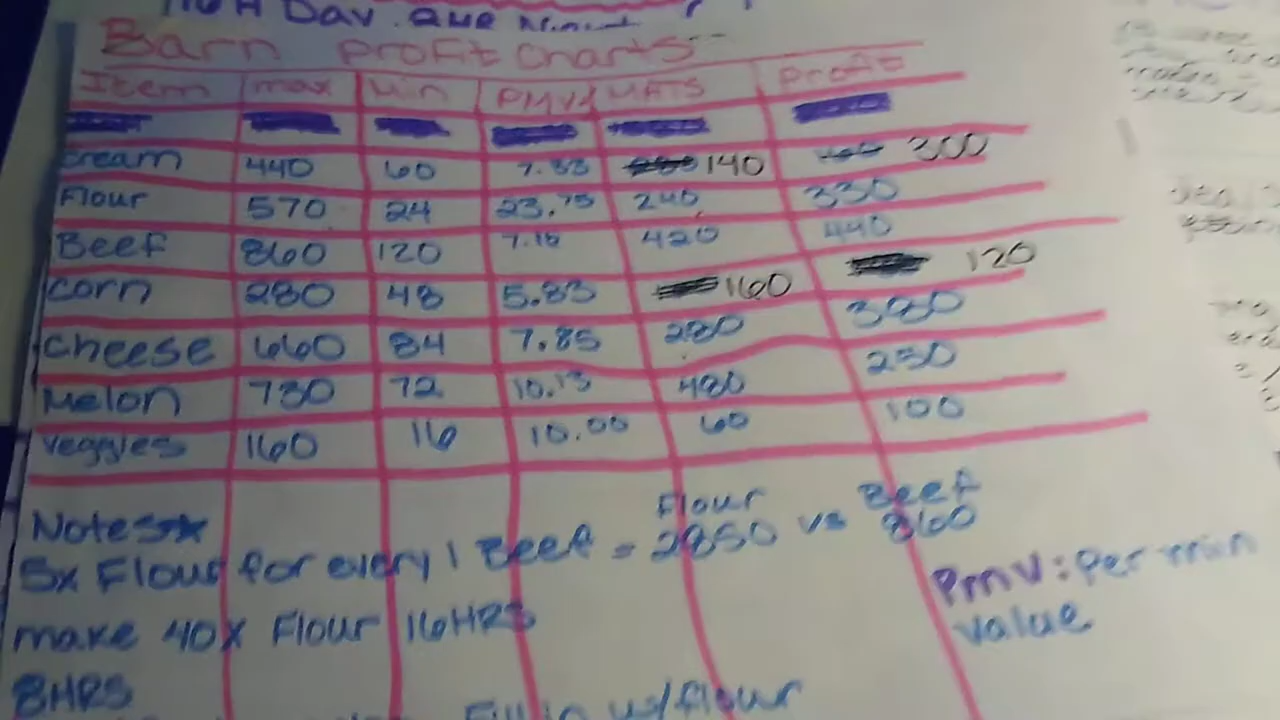 Barn Profit Charts
Item max Min PMV MATS profit
cream 440 60 7.33 140 300
Flour 570 24 23.75 240 330
Beef 860 120 7.16 420 440
corn 280 48 5.83 160 120
cheese 660 84 7.85 280 380
Melon 730 72 10.13 480 250
veggies 160 16 10.00 60 100
Notes*
Flour Beef
5x Flour for every 1 Beef = 2850 vs 860
Pmv: Per min
value
make 40x Flour 16HRS
8HRS
Fill in w/flour